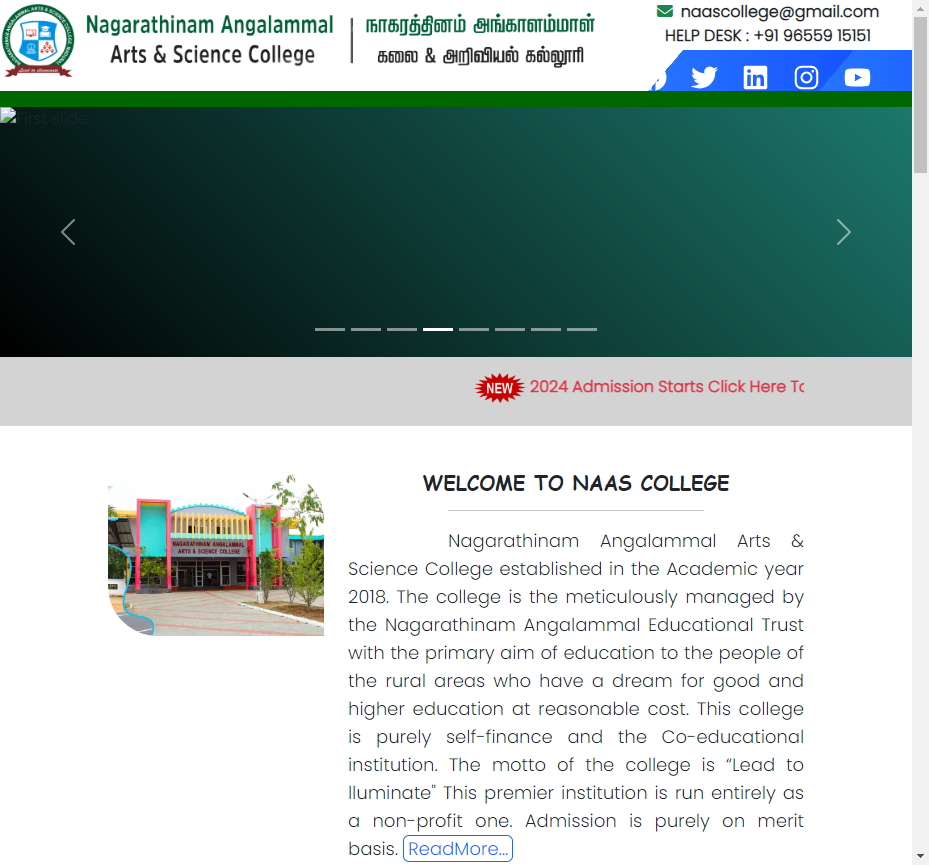 Nagarathinam Angalammal
Arts & Science College
நாகரத்தினம் அங்காளம்மாள்
கலை & அறிவியல் கல்லூரி
naascollege@gmail.com
HELP DESK : +91 96559 15151
First slide
NEW 2024 Admission Starts Click Here To
WELCOME TO NAAS COLLEGE
NAGARATHINAM ANGALAMMAL
ARTS & SCIENCE COLLEGE
Nagarathinam Angalammal Arts &
Science College established in the Academic year
2018. The college is the meticulously managed by
the Nagarathinam Angalammal Educational Trust
with the primary aim of education to the people of
the rural areas who have a dream for good and
higher education at reasonable cost. This college
is purely self-finance and the Co-educational
institution. The motto of the college is “Lead to
lluminate" This premier institution is run entirely as
a non-profit one. Admission is purely on merit
basis. ReadMore...